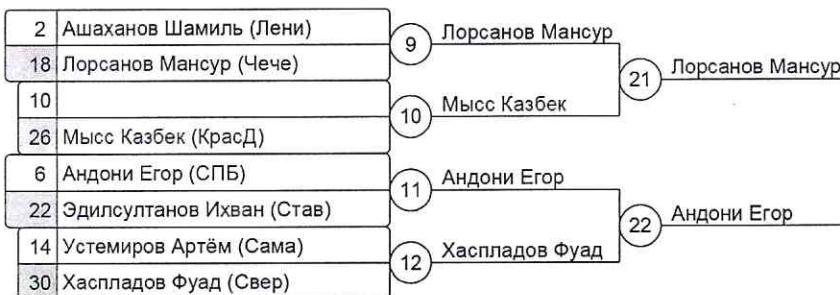 2 Ашаханов Шамиль (Лени)
9 Лорсанов Мансур
18 Лорсанов Мансур (Чече)
21 Лорсанов Мансур
10
10 Мысс Казбек
26 Мысс Казбек (КрасД)
6 Андони Егор (СПБ)
11 Андони Егор
22 Эдилсултанов Ихван (Став)
22 Андони Егор
14 Устемиров Артём (Сама)
12 Хаспладов Фуад
30 Хаспладов Фуад (Свер)